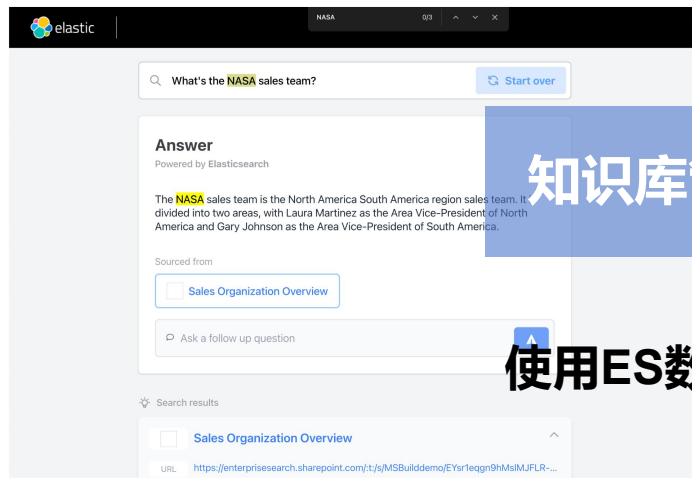 elastic
NASA 0/3
What's the NASA sales team?
Start over
Answer
Powered by Elasticsearch
知识库
The NASA sales team is the North America South America region sales team. It
divided into two areas, with Laura Martinez as the Area Vice-President of North
America and Gary Johnson as the Area Vice-President of South America.
Sourced from
Sales Organization Overview
Ask a follow up question
使用ES数
Search results
Sales Organization Overview
URL https://enterprisesearch.sharepoint.com/:t:/s/MSBuilddemo/EYsr1eqgn9hMsIMJFLR-...